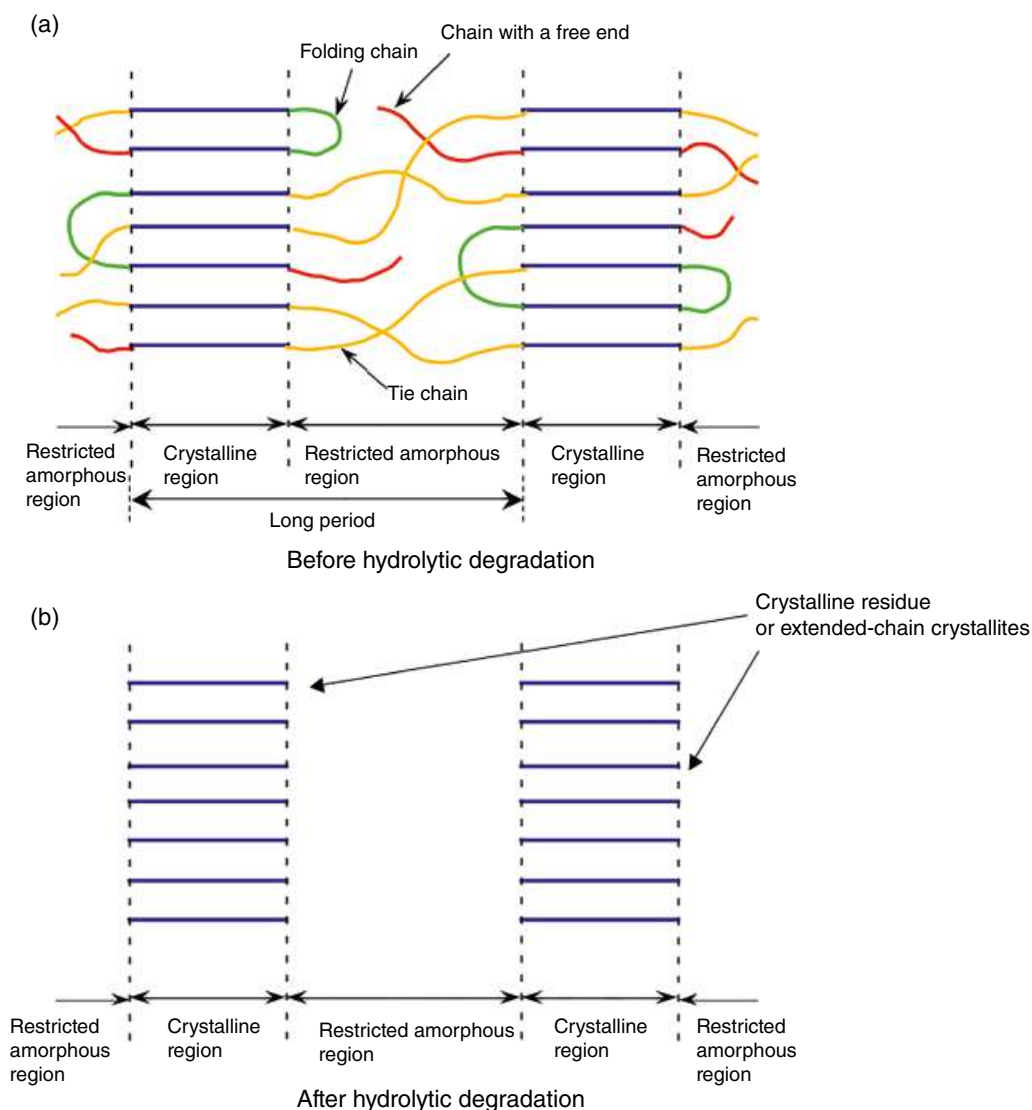 (a)
Chain with a free end
Folding chain
Tie chain
Restricted
amorphous
region
Crystalline
region
Restricted amorphous
region
Crystalline
region
Restricted
amorphous
region
Long period
Before hydrolytic degradation
(b)
Crystalline residue
or extended-chain crystallites
Restricted
amorphous
region
Crystalline
region
Restricted amorphous
region
Crystalline
region
Restricted
amorphous
region
After hydrolytic degradation